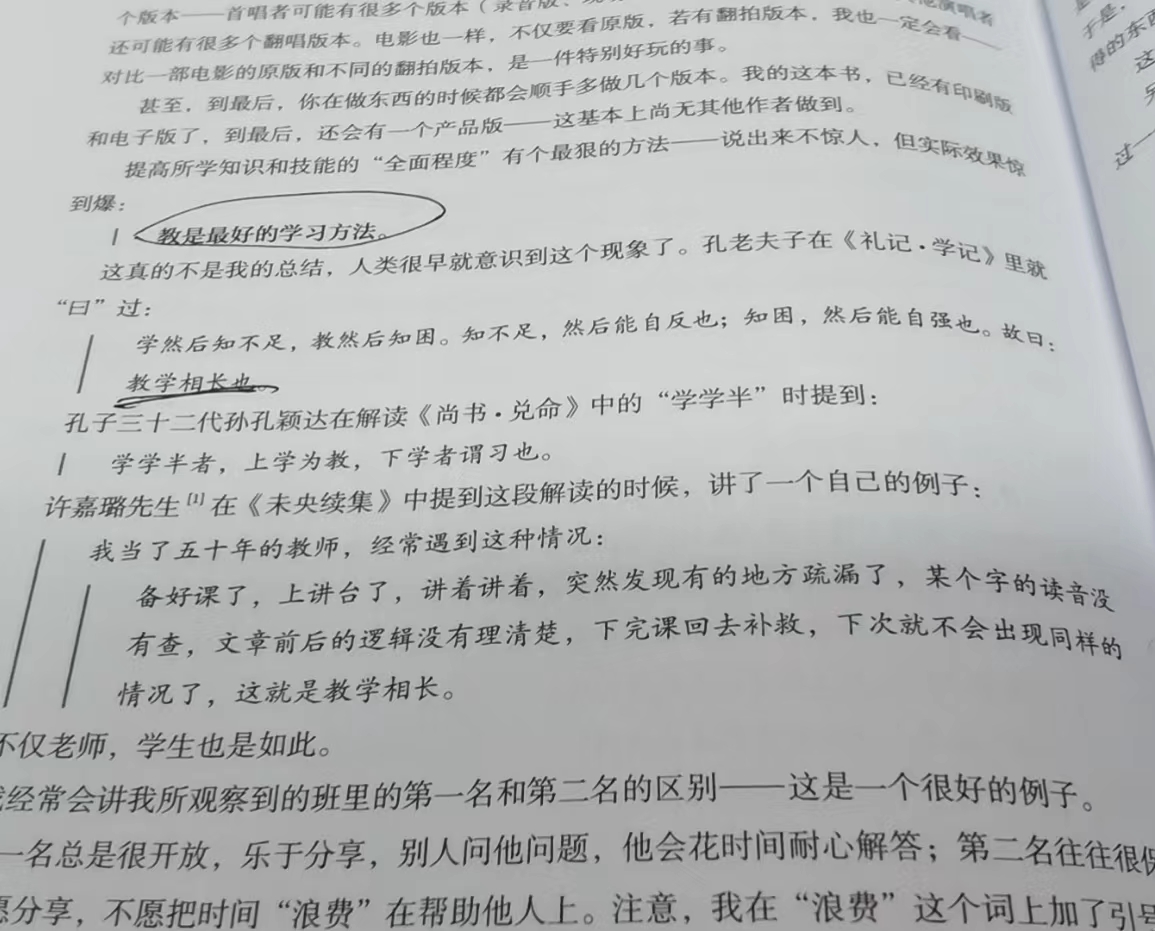 个版本——首唱者可能有很多个版本（录音版、
还可能有很多个翻唱版本。电影也一样，不仅要看原版，若有翻拍版本，我也一定会看——
对比一部电影的原版和不同的翻拍版本，是一件特别好玩的事。
甚至，到最后，你在做东西的时候都会顺手多做几个版本。我的这本书，已经有印刷版
和电子版了，到最后，还会有一个产品版——这基本上尚无其他作者做到。
提高所学知识和技能的“全面程度”有个最狠的方法——说出来不惊人，但实际效果惊
到爆：
教是最好的学习方法。
这真的不是我的总结，人类很早就意识到这个现象了。孔老夫子在《礼记·学记》里就
“曰”过：
学然后知不足，教然后知困。知不足，然后能自反也；知困，然后能自强也。故曰：
教学相长也。
孔子三十二代孙孔颖达在解读《尚书·兑命》中的“学学半”时提到：
学学半者，上学为教，下学者谓习也。
许嘉璐先生[1]在《未央续集》中提到这段解读的时候，讲了一个自己的例子：
我当了五十年的教师，经常遇到这种情况：
备好课了，上讲台了，讲着讲着，突然发现有的地方疏漏了，某个字的读音没
有查，文章前后的逻辑没有理清楚，下完课回去补救，下次就不会出现同样的
情况了，这就是教学相长。
不仅老师，学生也是如此。
经常会讲我所观察到的班里的第一名和第二名的区别——这是一个很好的例子。
一名总是很开放，乐于分享，别人问他问题，他会花时间耐心解答；第二名往往很保
愿分享，不愿把时间“浪费”在帮助他人上。注意，我在“浪费”这个词上加了引号
于是，
得的东西
这
另
过一